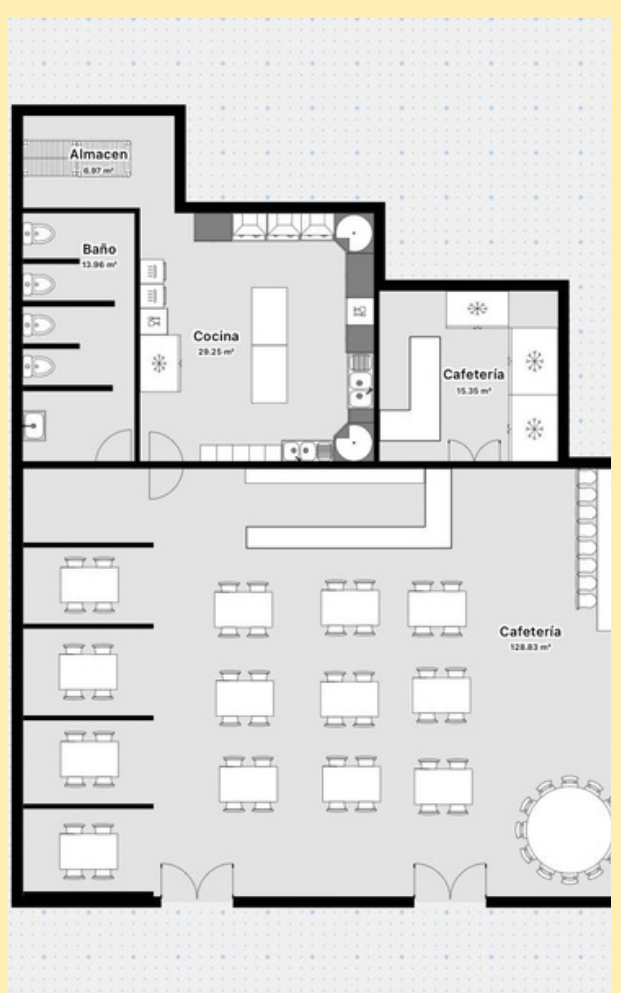 Almacen
6.97 m²
Baño
13.96 m²
Cocina
29.25 m²
Cafetería
15.35 m²
Cafetería
128.83 m²